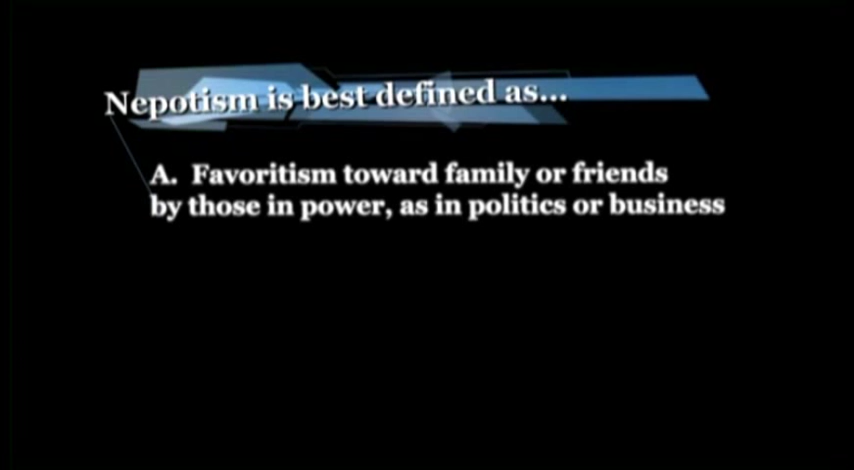 Nepotism is best defined as...
A. Favoritism toward family or friends
by those in power, as in politics or business